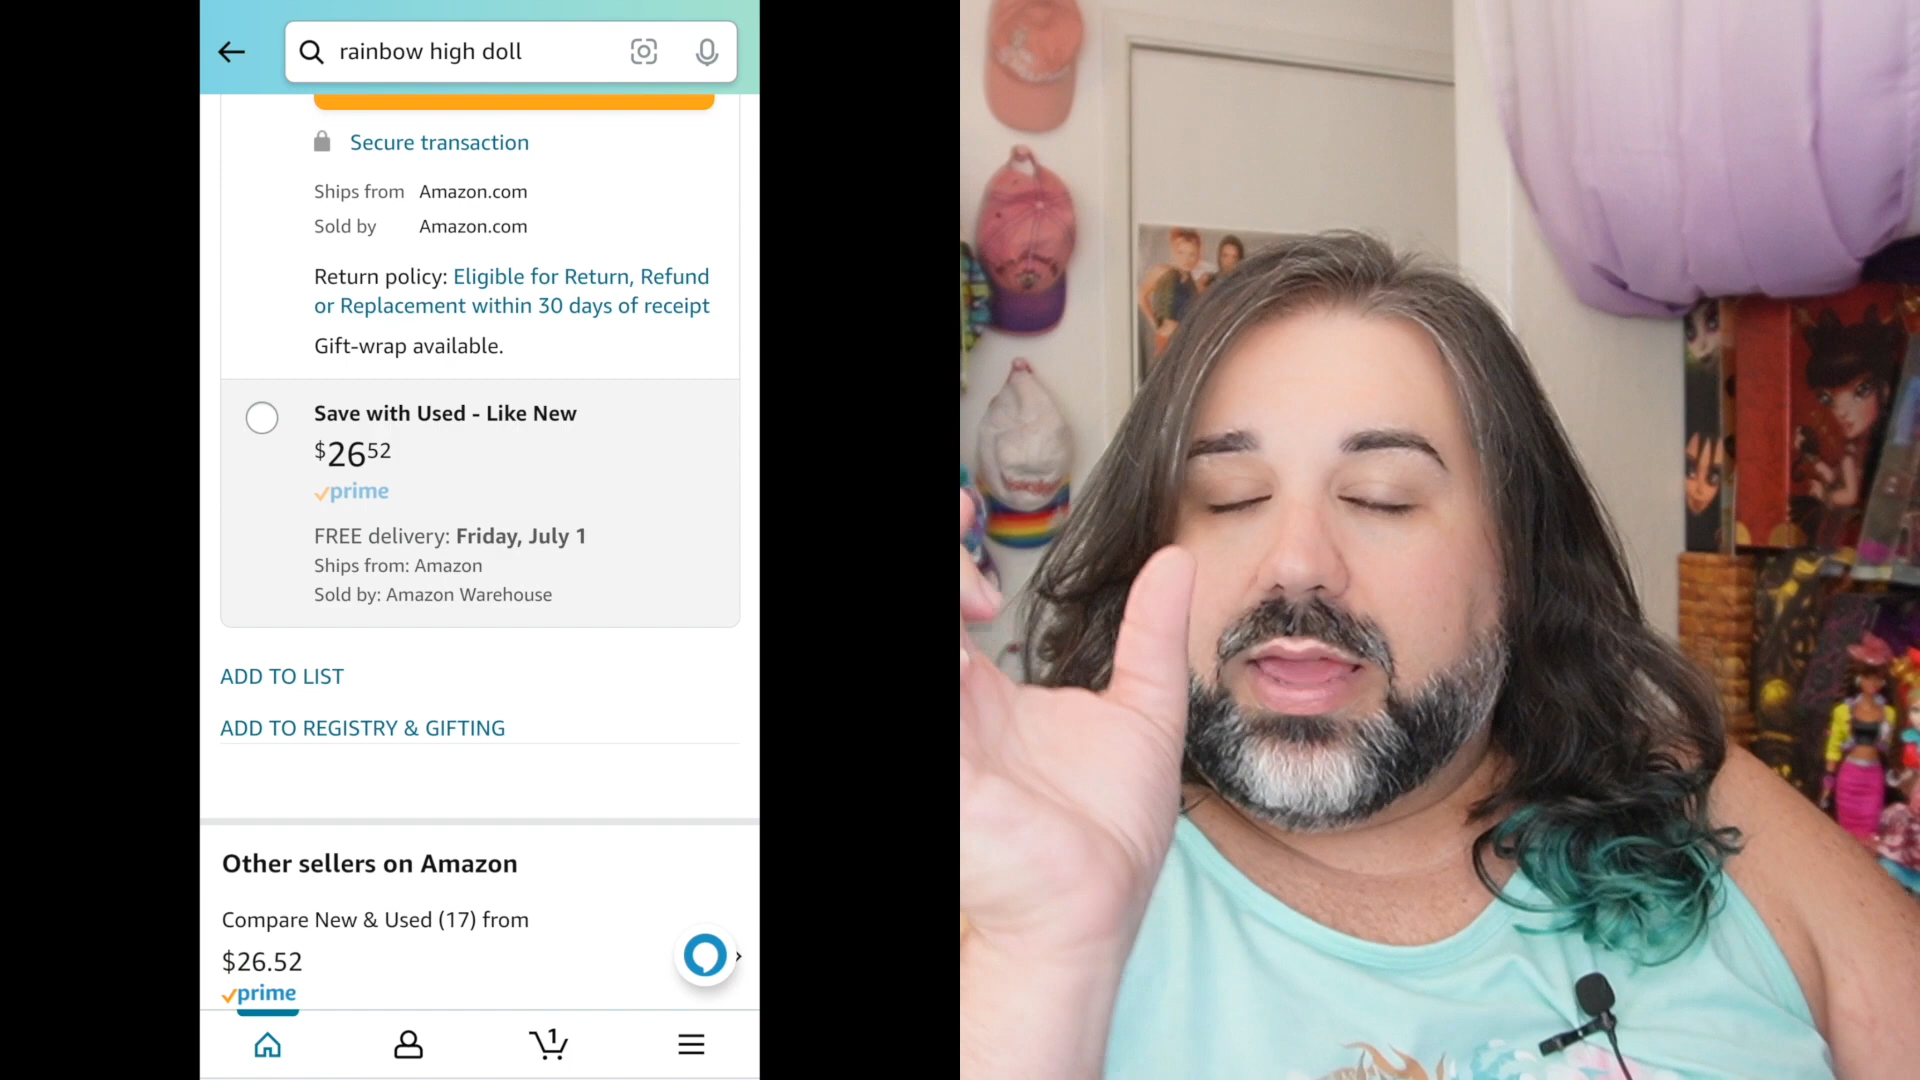 rainbow high doll
Secure transaction
Ships from Amazon.com
Sold by Amazon.com
Return policy: Eligible for Return, Refund
or Replacement within 30 days of receipt
Gift-wrap available.
Save with Used - Like New
$2652
prime
FREE delivery: Friday, July 1
Ships from: Amazon
Sold by: Amazon Warehouse
ADD TO LIST
ADD TO REGISTRY & GIFTING
Other sellers on Amazon
Compare New & Used (17) from
$26.52
prime
1